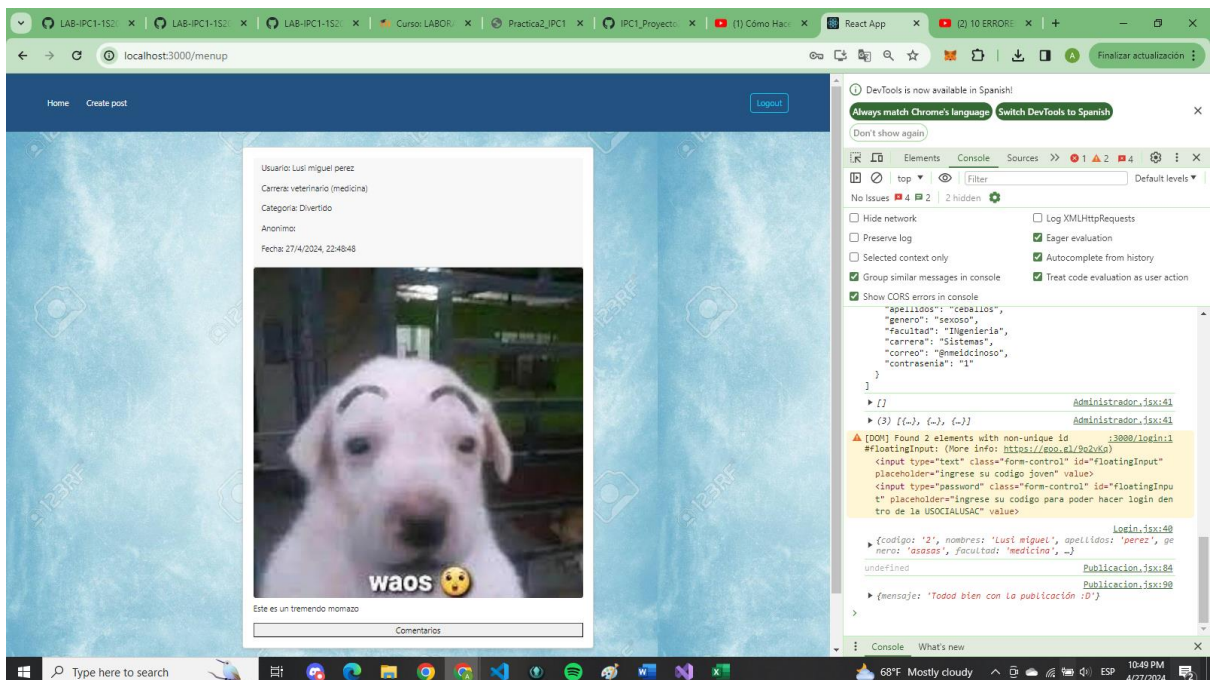 LAB-IPC1-1S2
LAB-IPC1-1S2
LAB-IPC1-1S2
Curso: LABOR
Practica2_IPC1
IPC1_Proyecto
(1) Cómo Hace
React App
(2) 10 ERRORE
localhost:3000/menup
Finalizar actualización
Home
Create post
Logout
Usuario: Lusi miguel perez
Carrera: veterinario (medicina)
Categoria: Divertido
Anonimo:
Fecha: 27/4/2024, 22:48:48
waos
Este es un tremendo momazo
Comentarios
123RF
DevTools is now available in Spanish!
Always match Chrome's language Switch DevTools to Spanish
Don't show again
Elements Console Sources 1 2 4
top Filter Default levels
No Issues 4 2 2 hidden
Hide network Log XMLHttpRequests
Preserve log Eager evaluation
Selected context only Autocomplete from history
Group similar messages in console Treat code evaluation as user action
Show CORS errors in console
"apellidos": "ceballos",
"genero": "sexoso",
"facultad": "INgenieria",
"carrera": "Sistemas",
"correo": "@nmeidcinoso",
"contrasenia": "1"
}
]
[] Administrador.jsx:41
(3) [{…}, {…}, {…}] Administrador.jsx:41
[DOM] Found 2 elements with non-unique id :3000/login:1
#floatingInput: (More info: https://goo.gl/9p2vKq)
<input type="text" class="form-control" id="floatingInput"
placeholder="ingrese su codigo joven" value>
<input type="password" class="form-control" id="floatingInpu
t" placeholder="ingrese su codigo para poder hacer login den
tro de la USOCIALUSAC" value>
Login.jsx:40
{codigo: '2', nombres: 'Lusi miguel', apellidos: 'perez', ge
nero: 'asasas', facultad: 'medicina', …}
undefined Publicacion.jsx:84
Publicacion.jsx:90
{mensaje: 'Todod bien con la publicación :D'}
Console What's new
Type here to search
68°F Mostly cloudy ESP 10:49 PM
4/27/2024